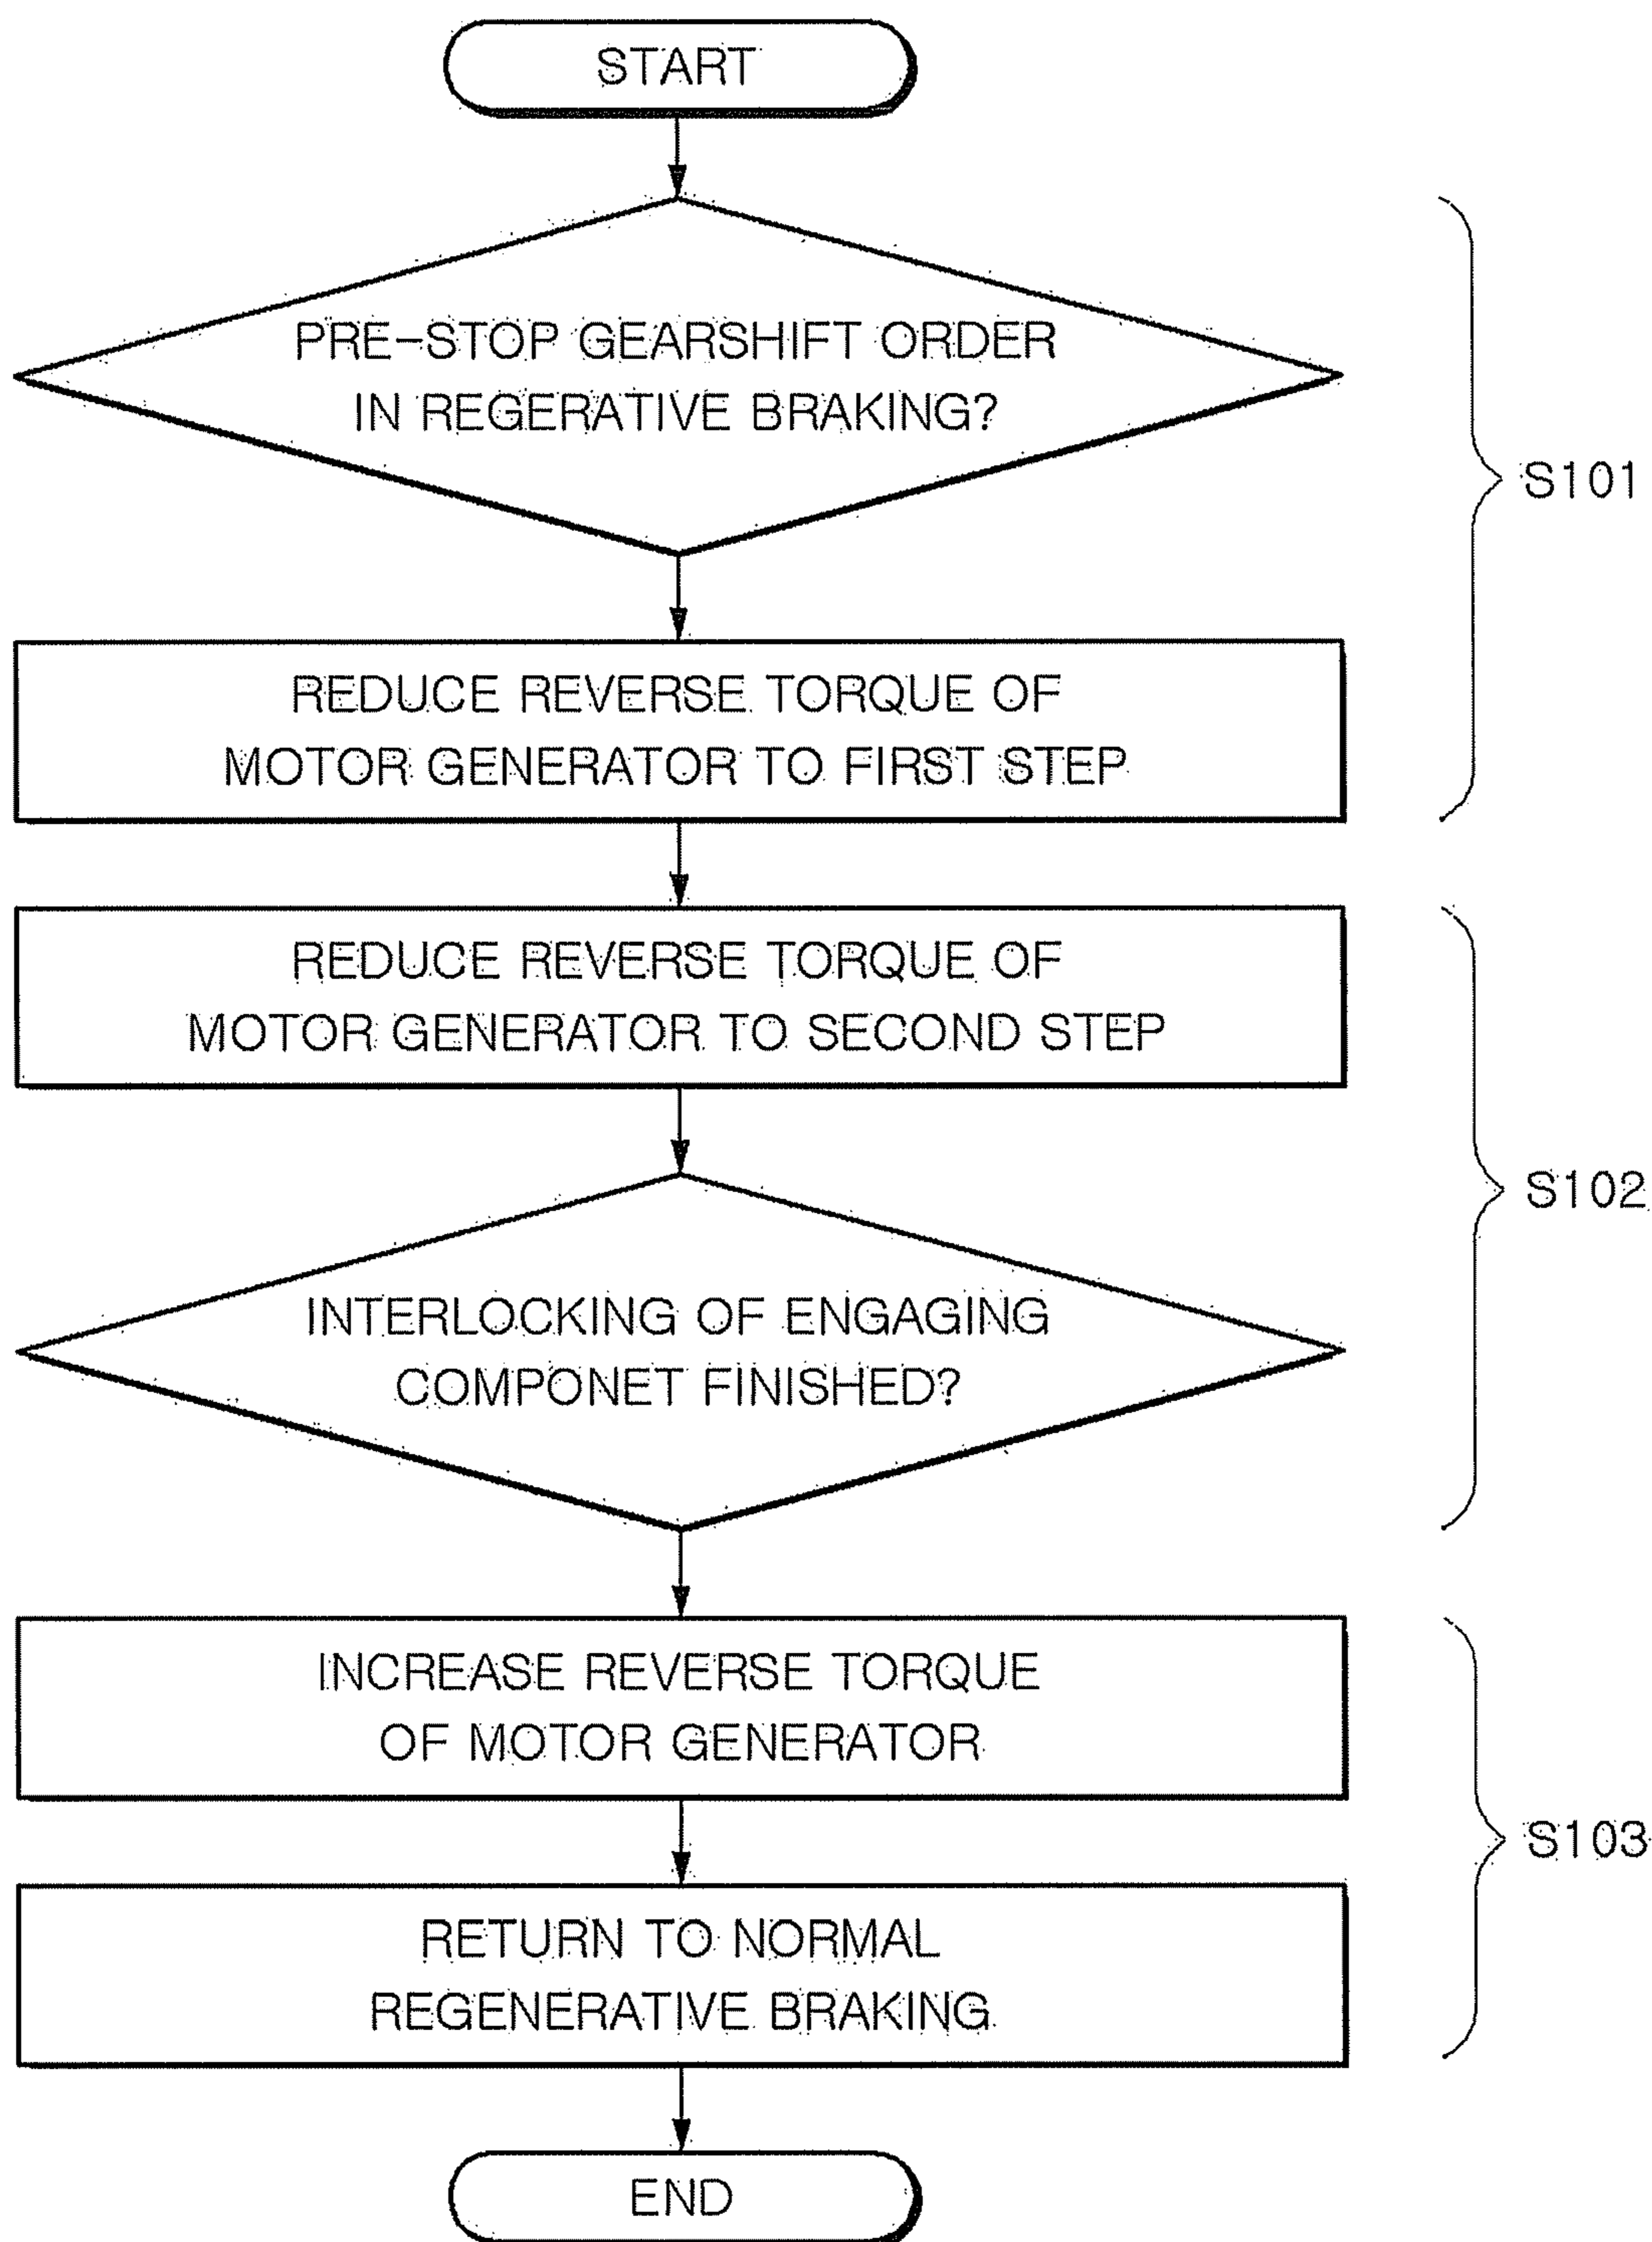 START
PRE-STOP GEARSHIFT ORDER
IN REGERATIVE BRAKING?
S101
REDUCE REVERSE TORQUE OF
MOTOR GENERATOR TO FIRST STEP
REDUCE REVERSE TORQUE OF
MOTOR GENERATOR TO SECOND STEP
S102
INTERLOCKING OF ENGAGING
COMPONET FINISHED?
INCREASE REVERSE TORQUE
OF MOTOR GENERATOR
S103
RETURN TO NORMAL
REGENERATIVE BRAKING
END